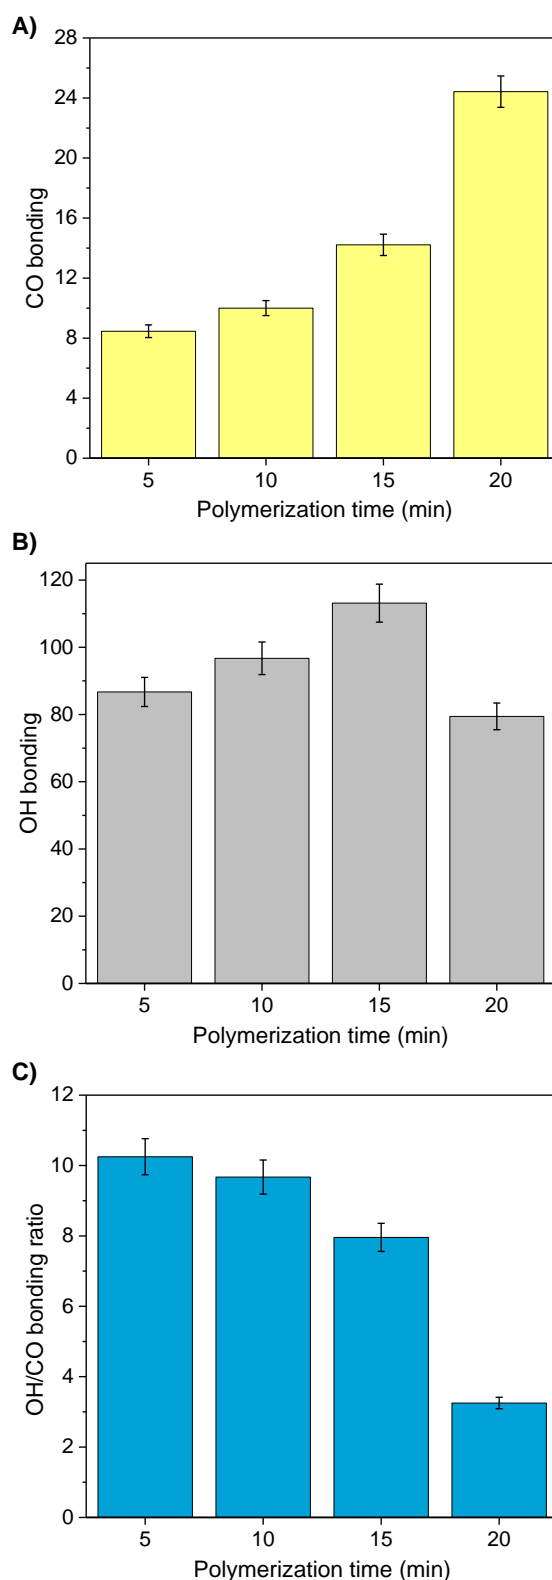 A)
28
24
20
16
12
8
4
0
CO bonding
5 10 15 20
Polymerization time (min)
B)
120
100
80
60
40
20
0
OH bonding
5 10 15 20
Polymerization time (min)
C)
12
10
8
6
4
2
0
OH/CO bonding ratio
5 10 15 20
Polymerization time (min)